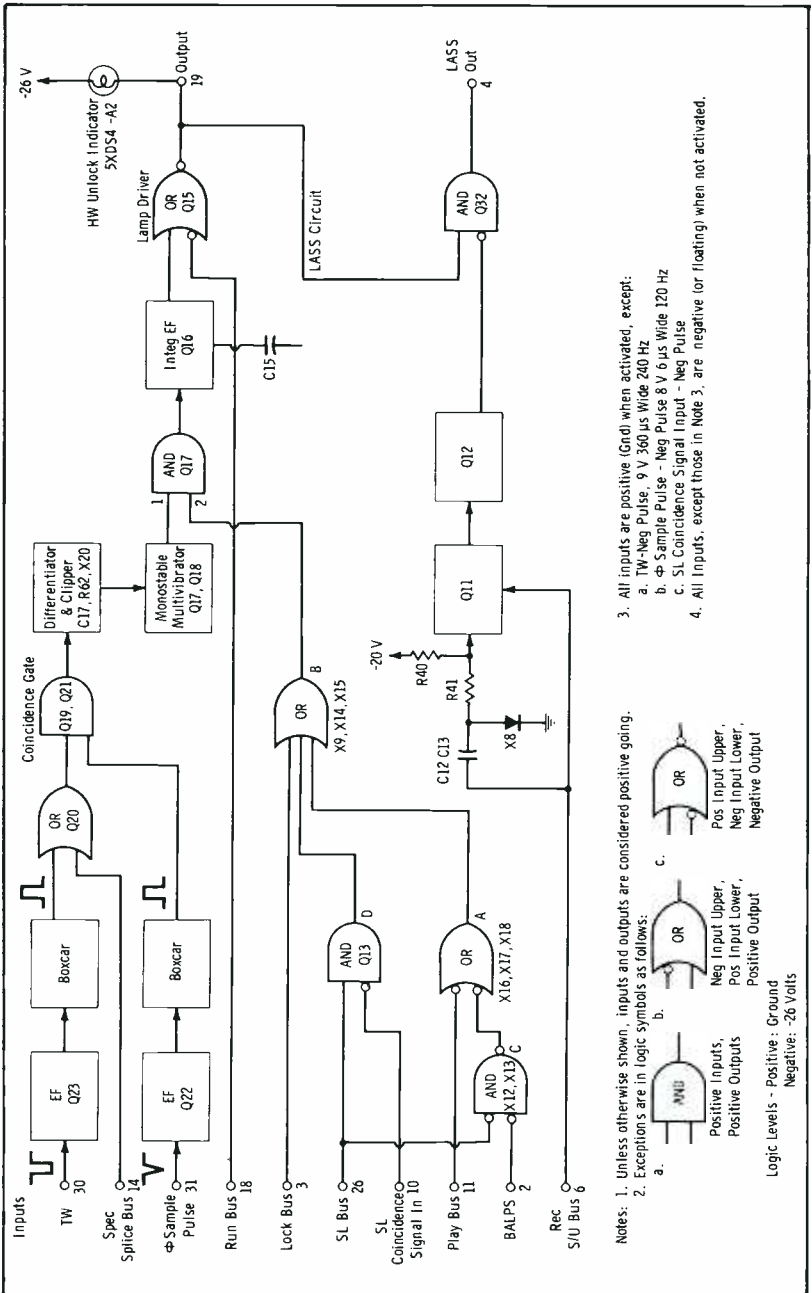 Inputs
TW
30
EF
Q23
Boxcar
OR
Q20
Coincidence Gate
Q19, Q21
Differentiator
& Clipper
C17, R62, X20
Monostable
Multivibrator
Q17, Q18
Spec
Splice Bus 14
Φ Sample
Pulse 31
EF
Q22
Boxcar
1
2
AND
Q17
Integ EF
Q16
C15
Lamp Driver
OR
Q15
-26 V
HW Unlock Indicator
5XDS4 -A2
Output
19
Run Bus 18
Lock Bus 3
OR
B
X9, X14, X15
LASS Circuit
SL Bus 26
AND
Q13
D
SL
Coincidence 10
Signal In
Play Bus 11
OR
A
X16, X17, X18
AND
C
X12, X13
BALPS 2
-20 V
R40
R41
C12 C13
X8
Q11
Q12
AND
Q32
LASS
Out
4
Rec
S/U Bus 6
Notes: 1. Unless otherwise shown, inputs and outputs are considered positive going.
2. Exceptions are in logic symbols as follows:
a.
AND
Positive Inputs,
Positive Outputs
b.
OR
Neg Input Upper,
Pos Input Lower,
Positive Output
c.
OR
Pos Input Upper,
Neg Input Lower,
Negative Output
Logic Levels - Positive: Ground
Negative: -26 Volts
3. All inputs are positive (Gnd) when activated, except:
a. TW-Neg Pulse, 9 V 360 μs Wide 240 Hz
b. Φ Sample Pulse - Neg Pulse 8 V 6 μs Wide 120 Hz
c. SL Coincidence Signal Input - Neg Pulse
4. All Inputs, except those in Note 3, are negative (or floating) when not activated.